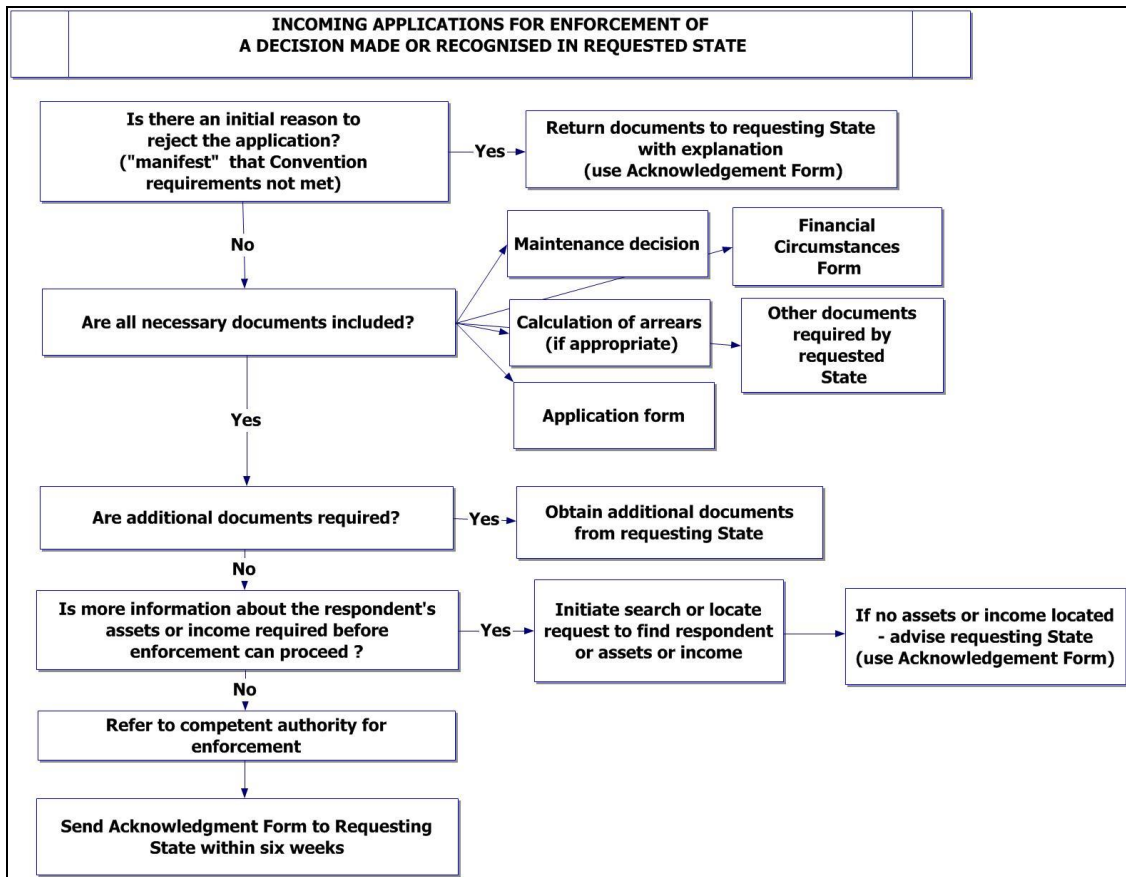 INCOMING APPLICATIONS FOR ENFORCEMENT OF
A DECISION MADE OR RECOGNISED IN REQUESTED STATE
Is there an initial reason to
reject the application?
("manifest" that Convention
requirements not met)
Yes
Return documents to requesting State
with explanation
(use Acknowledgement Form)
No
Maintenance decision
Financial
Circumstances
Form
Are all necessary documents included?
Calculation of arrears
(if appropriate)
Other documents
required by
requested
State
Application form
Yes
Are additional documents required?
Yes
Obtain additional documents
from requesting State
No
Is more information about the respondent's
assets or income required before
enforcement can proceed ?
Yes
Initiate search or locate
request to find respondent
or assets or income
If no assets or income located
- advise requesting State
(use Acknowledgement Form)
No
Refer to competent authority for
enforcement
Send Acknowledgment Form to Requesting
State within six weeks